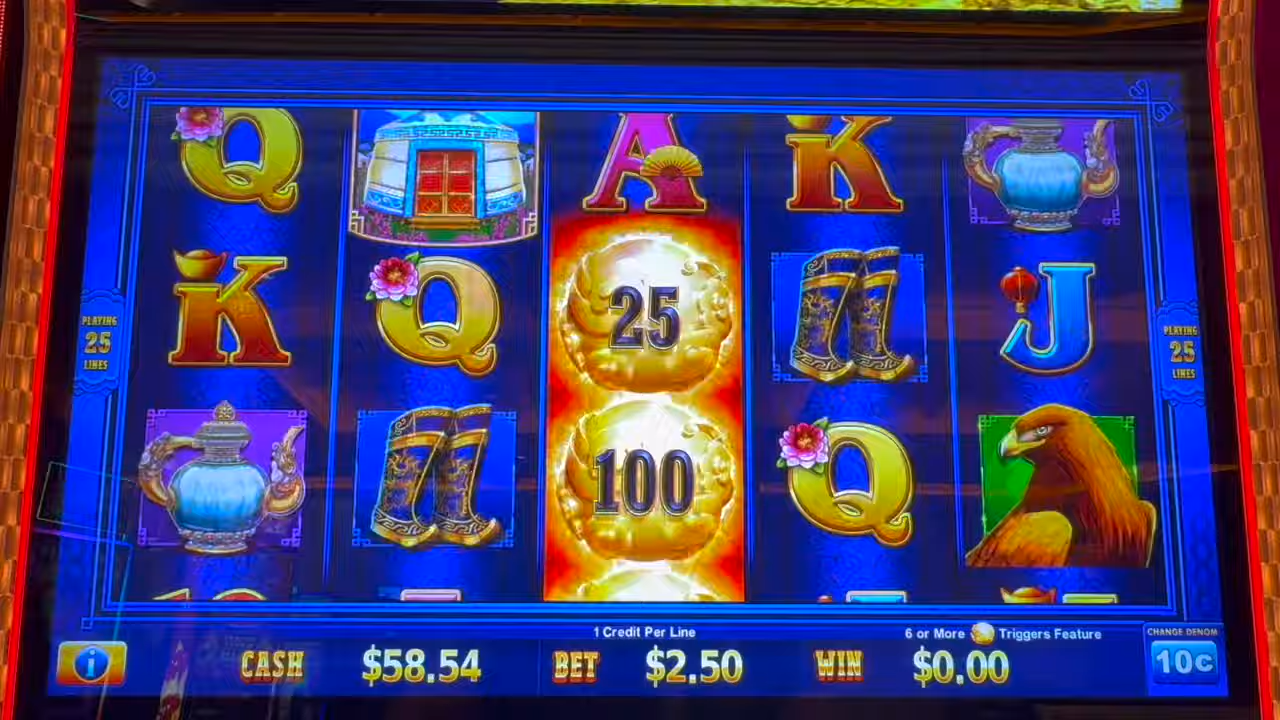 Q A K
25
K Q J
PLAYING
25
LINES
PLAYING
25
LINES
100
Q
1 Credit Per Line
6 or More Triggers Feature
CHANGE DENOM
CASH $58.54 BET $2.50 WIN $0.00
10¢